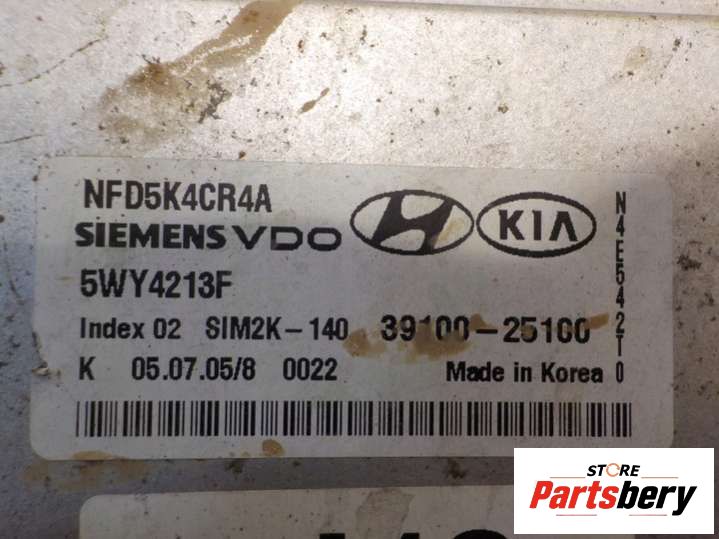 NFD5K4CR4A
SIEMENS VDO
KIA
5WY4213F
Index 02 SIM2K-140 39100-25100
K 05.07.05/8 0022 Made in Korea
N4E542T0
STORE
Partsbery